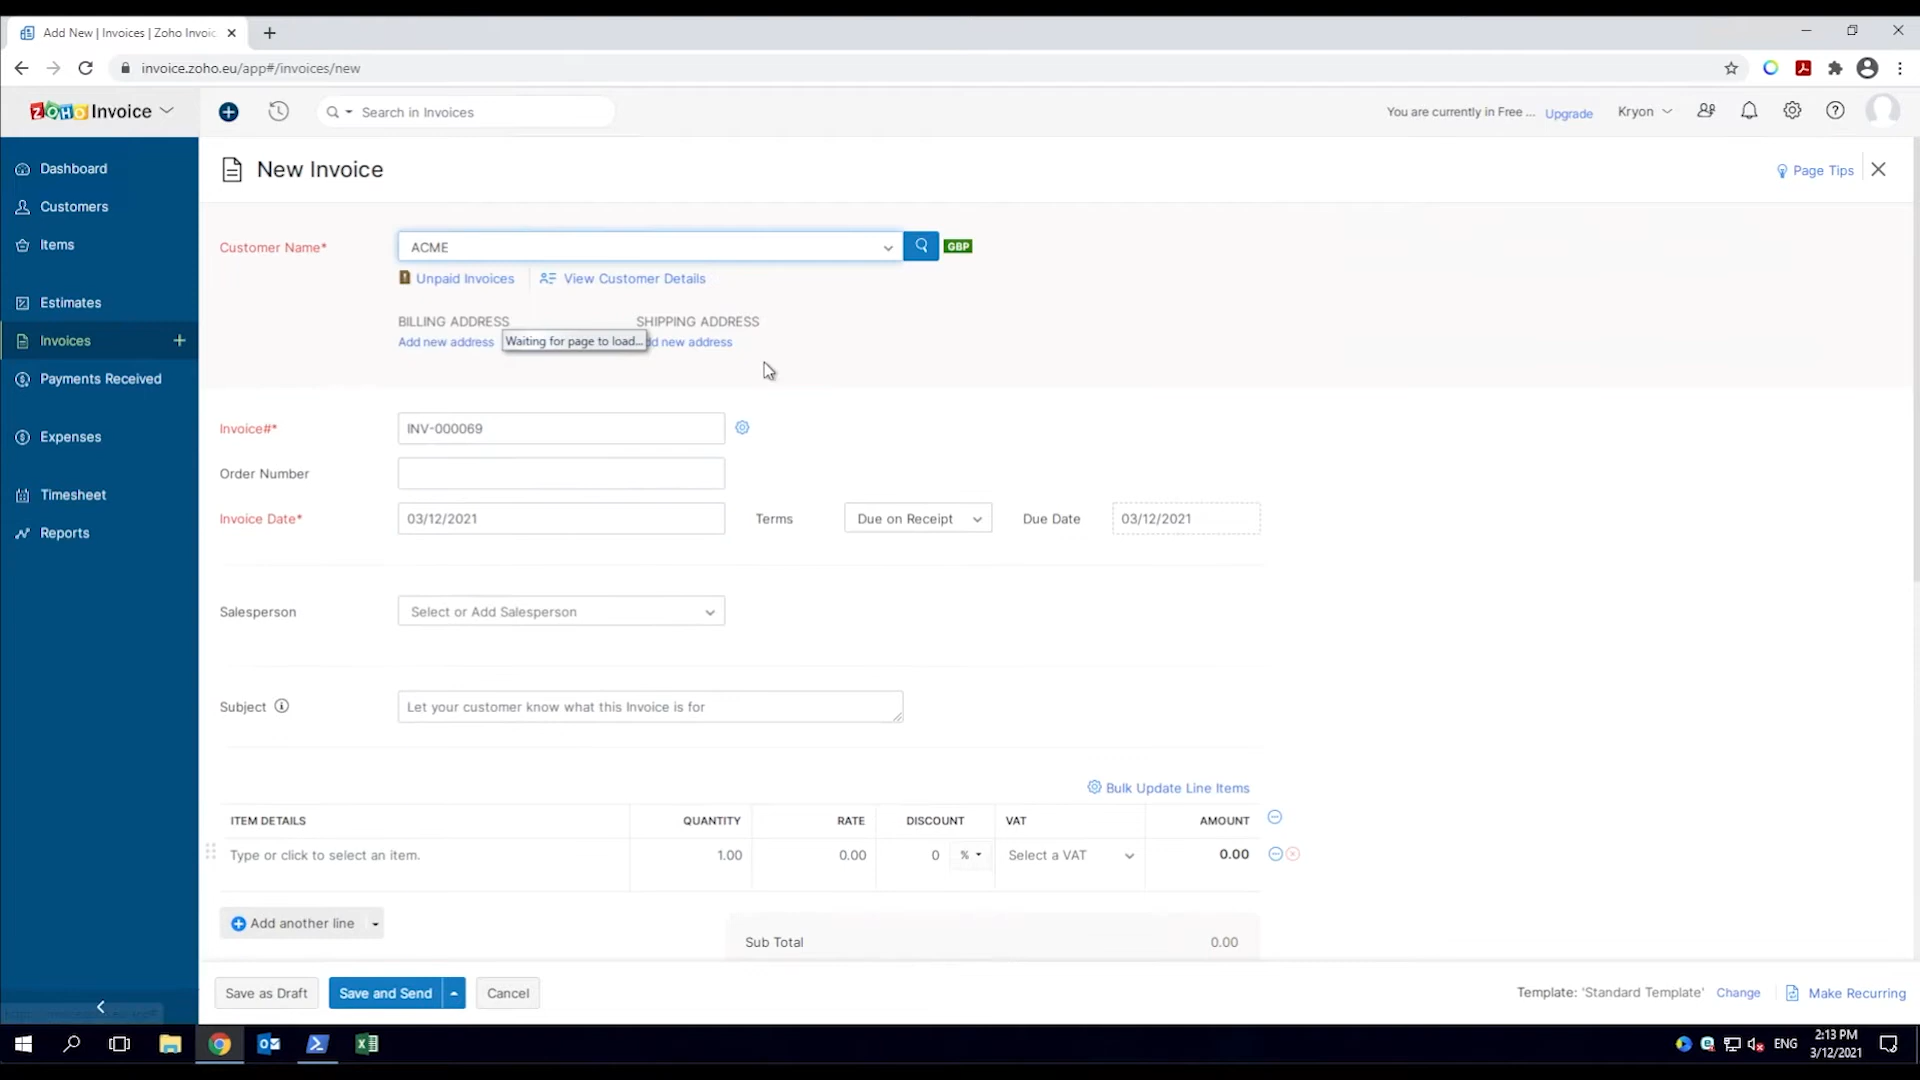 Add New | Invoices | Zoho Invoic
invoice.zoho.eu/app#/invoices/new
ZOHO Invoice
Search in Invoices
You are currently in Free ... Upgrade Kryon
Dashboard
Customers
Items
Estimates
Invoices
Payments Received
Expenses
Timesheet
Reports
New Invoice
Page Tips
Customer Name* ACME GBP
Unpaid Invoices View Customer Details
BILLING ADDRESS SHIPPING ADDRESS
Add new address Waiting for page to load... dd new address
Invoice#* INV-000069
Order Number
Invoice Date* 03/12/2021 Terms Due on Receipt Due Date 03/12/2021
Salesperson Select or Add Salesperson
Subject Let your customer know what this Invoice is for
Bulk Update Line Items
ITEM DETAILS QUANTITY RATE DISCOUNT VAT AMOUNT
Type or click to select an item. 1.00 0.00 0 % Select a VAT 0.00
Add another line
Sub Total 0.00
Save as Draft Save and Send Cancel Template: 'Standard Template' Change Make Recurring
ENG 2:13 PM
3/12/2021